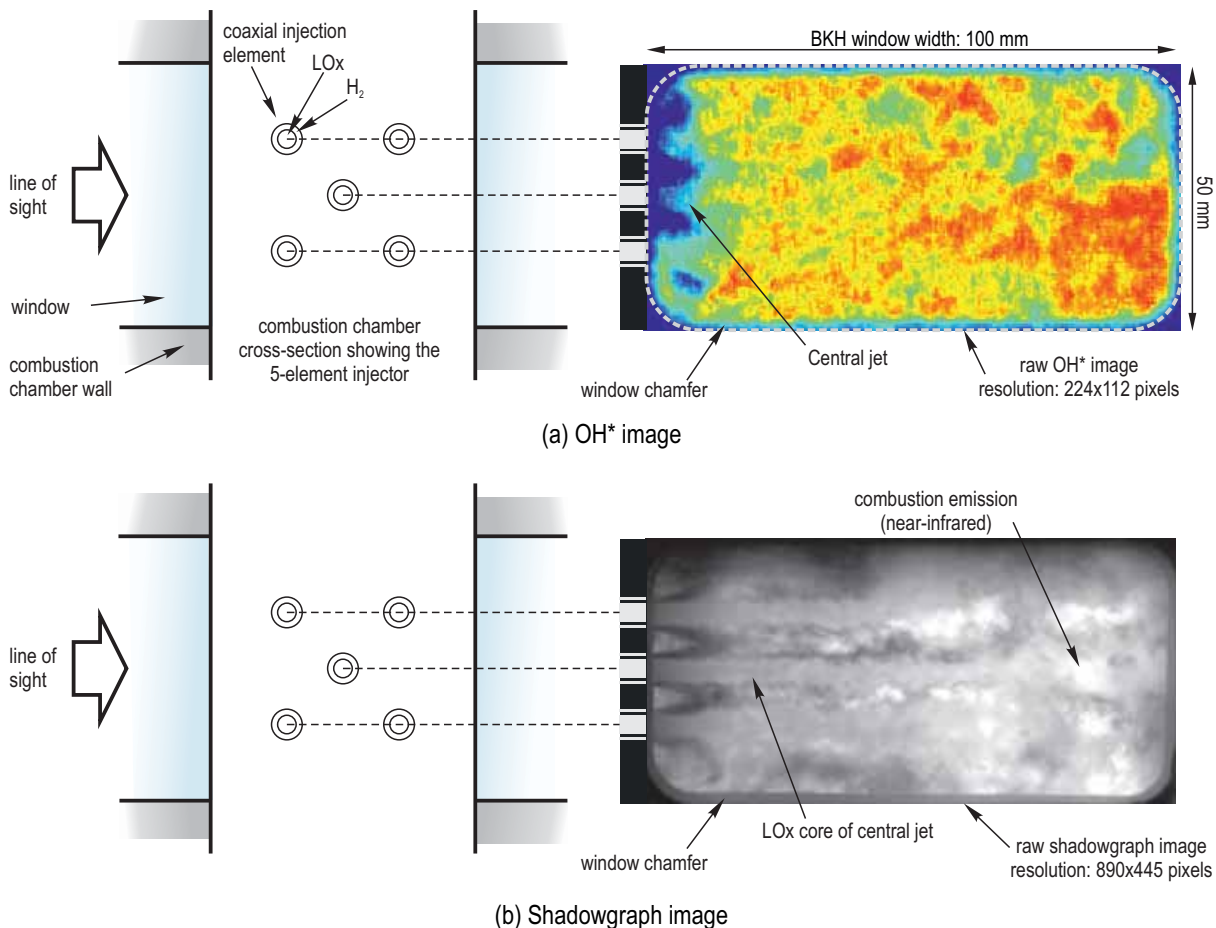 coaxial injection
element
LOx
H₂
BKH window width: 100 mm
line of
sight
window
combustion
chamber wall
combustion chamber
cross-section showing the
5-element injector
50 mm
Central jet
window chamfer
raw OH* image
resolution: 224x112 pixels
(a) OH* image
line of
sight
combustion emission
(near-infrared)
LOx core of central jet
window chamfer
raw shadowgraph image
resolution: 890x445 pixels
(b) Shadowgraph image